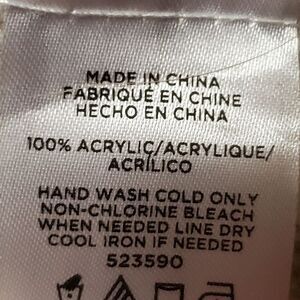 MADE IN CHINA
FABRIQUÉ EN CHINE
HECHO EN CHINA
100% ACRYLIC/ACRYLIQUE/
ACRÍLICO
HAND WASH COLD ONLY
NON-CHLORINE BLEACH
WHEN NEEDED LINE DRY
COOL IRON IF NEEDED
523590